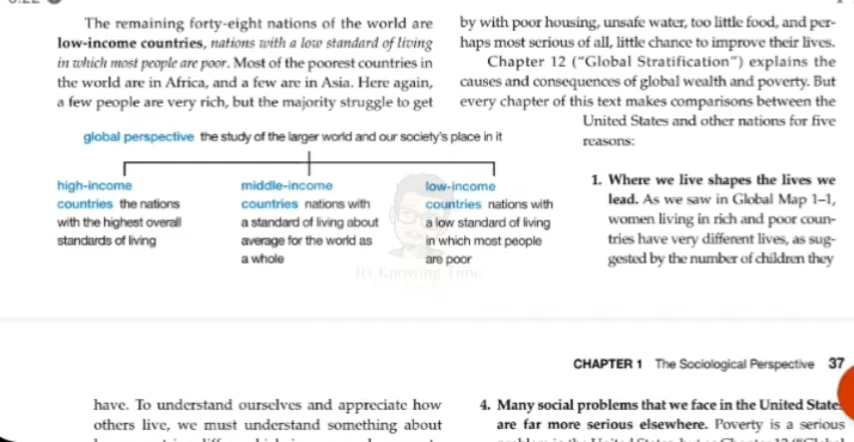 The remaining forty-eight nations of the world are
low-income countries, nations with a low standard of living
in which most people are poor. Most of the poorest countries in
the world are in Africa, and a few are in Asia. Here again,
a few people are very rich, but the majority struggle to get
by with poor housing, unsafe water, too little food, and per-
haps most serious of all, little chance to improve their lives.
Chapter 12 (“Global Stratification”) explains the
causes and consequences of global wealth and poverty. But
every chapter of this text makes comparisons between the
United States and other nations for five
reasons:
1. Where we live shapes the lives we
lead. As we saw in Global Map 1–1,
women living in rich and poor coun-
tries have very different lives, as sug-
gested by the number of children they
global perspective the study of the larger world and our society's place in it
high-income
countries the nations
with the highest overall
standards of living
middle-income
countries nations with
a standard of living about
average for the world as
a whole
low-income
countries nations with
a low standard of living
in which most people
are poor
Its Knowing Time
CHAPTER 1 The Sociological Perspective 37
have. To understand ourselves and appreciate how
others live, we must understand something about
4. Many social problems that we face in the United States
are far more serious elsewhere. Poverty is a serious